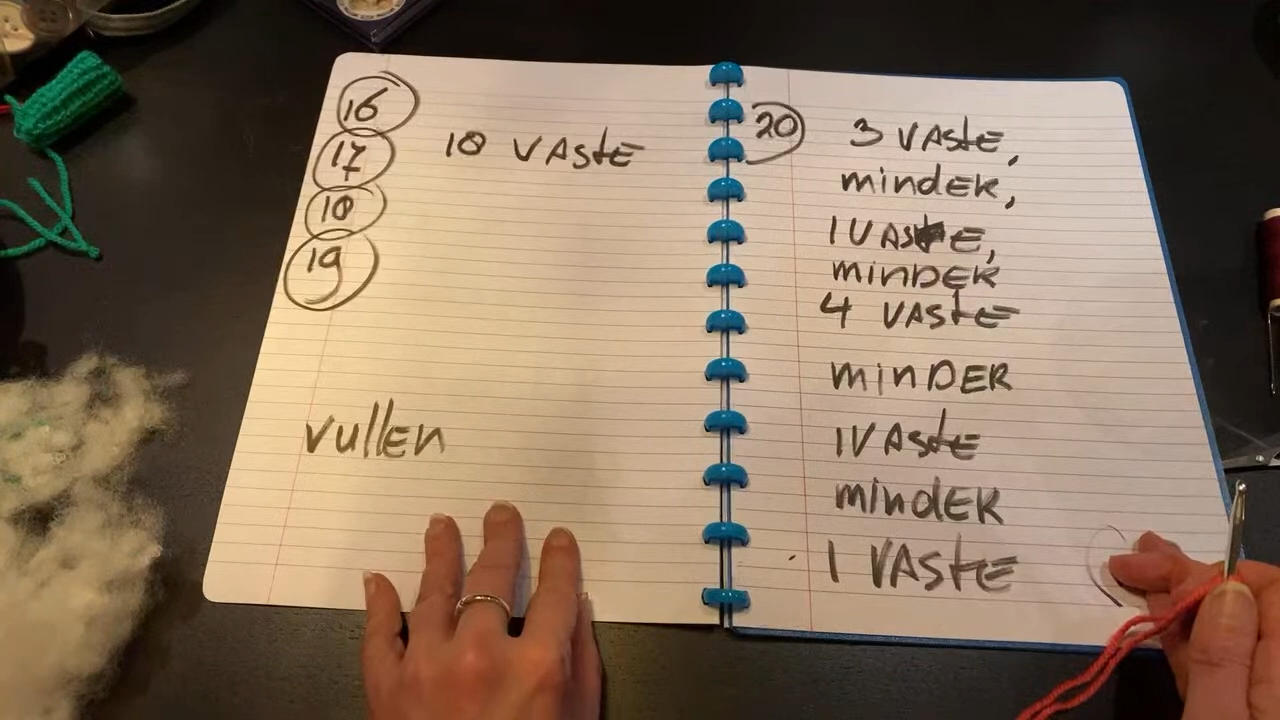 16
17
18
19
18 VAStE
vullEn
20
3 VAStE,
mindER,
1 VAStE,
minDER
4 VAStE
minDER
1 VAStE
mindER
1 VAStE